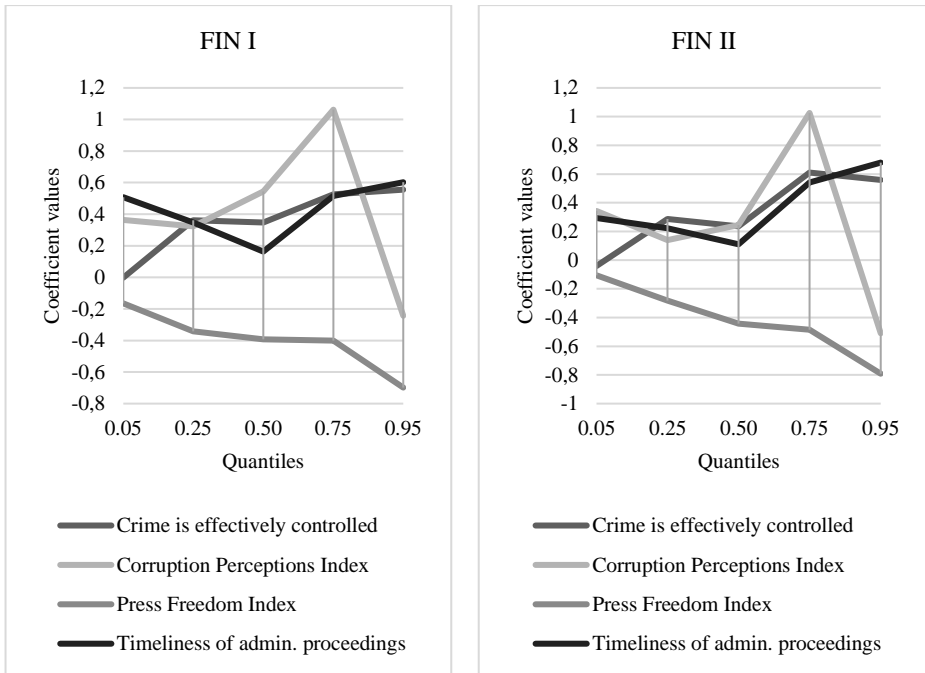 FIN I
1,2
1
0,8
0,6
0,4
0,2
0
-0,2
-0,4
-0,6
-0,8
Coefficient values
0.05 0.25 0.50 0.75 0.95
Quantiles
Crime is effectively controlled
Corruption Perceptions Index
Press Freedom Index
Timeliness of admin. proceedings
FIN II
1,2
1
0,8
0,6
0,4
0,2
0
-0,2
-0,4
-0,6
-0,8
-1
Coefficient values
0.05 0.25 0.50 0.75 0.95
Quantiles
Crime is effectively controlled
Corruption Perceptions Index
Press Freedom Index
Timeliness of admin. proceedings